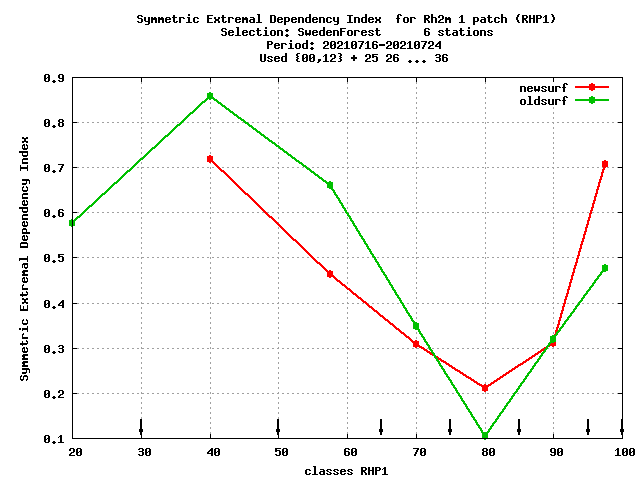 Symmetric Extremal Dependency Index  for Rh2m 1 patch (RHP1)
Selection: SwedenForest      6 stations
Period: 20210716-20210724
Used {00,12} + 25 26 ... 36
newsurf
oldsurf
0.9
0.8
0.7
0.6
0.5
0.4
0.3
0.2
0.1
Symmetric Extremal Dependency Index
20 30 40 50 60 70 80 90 100
classes RHP1